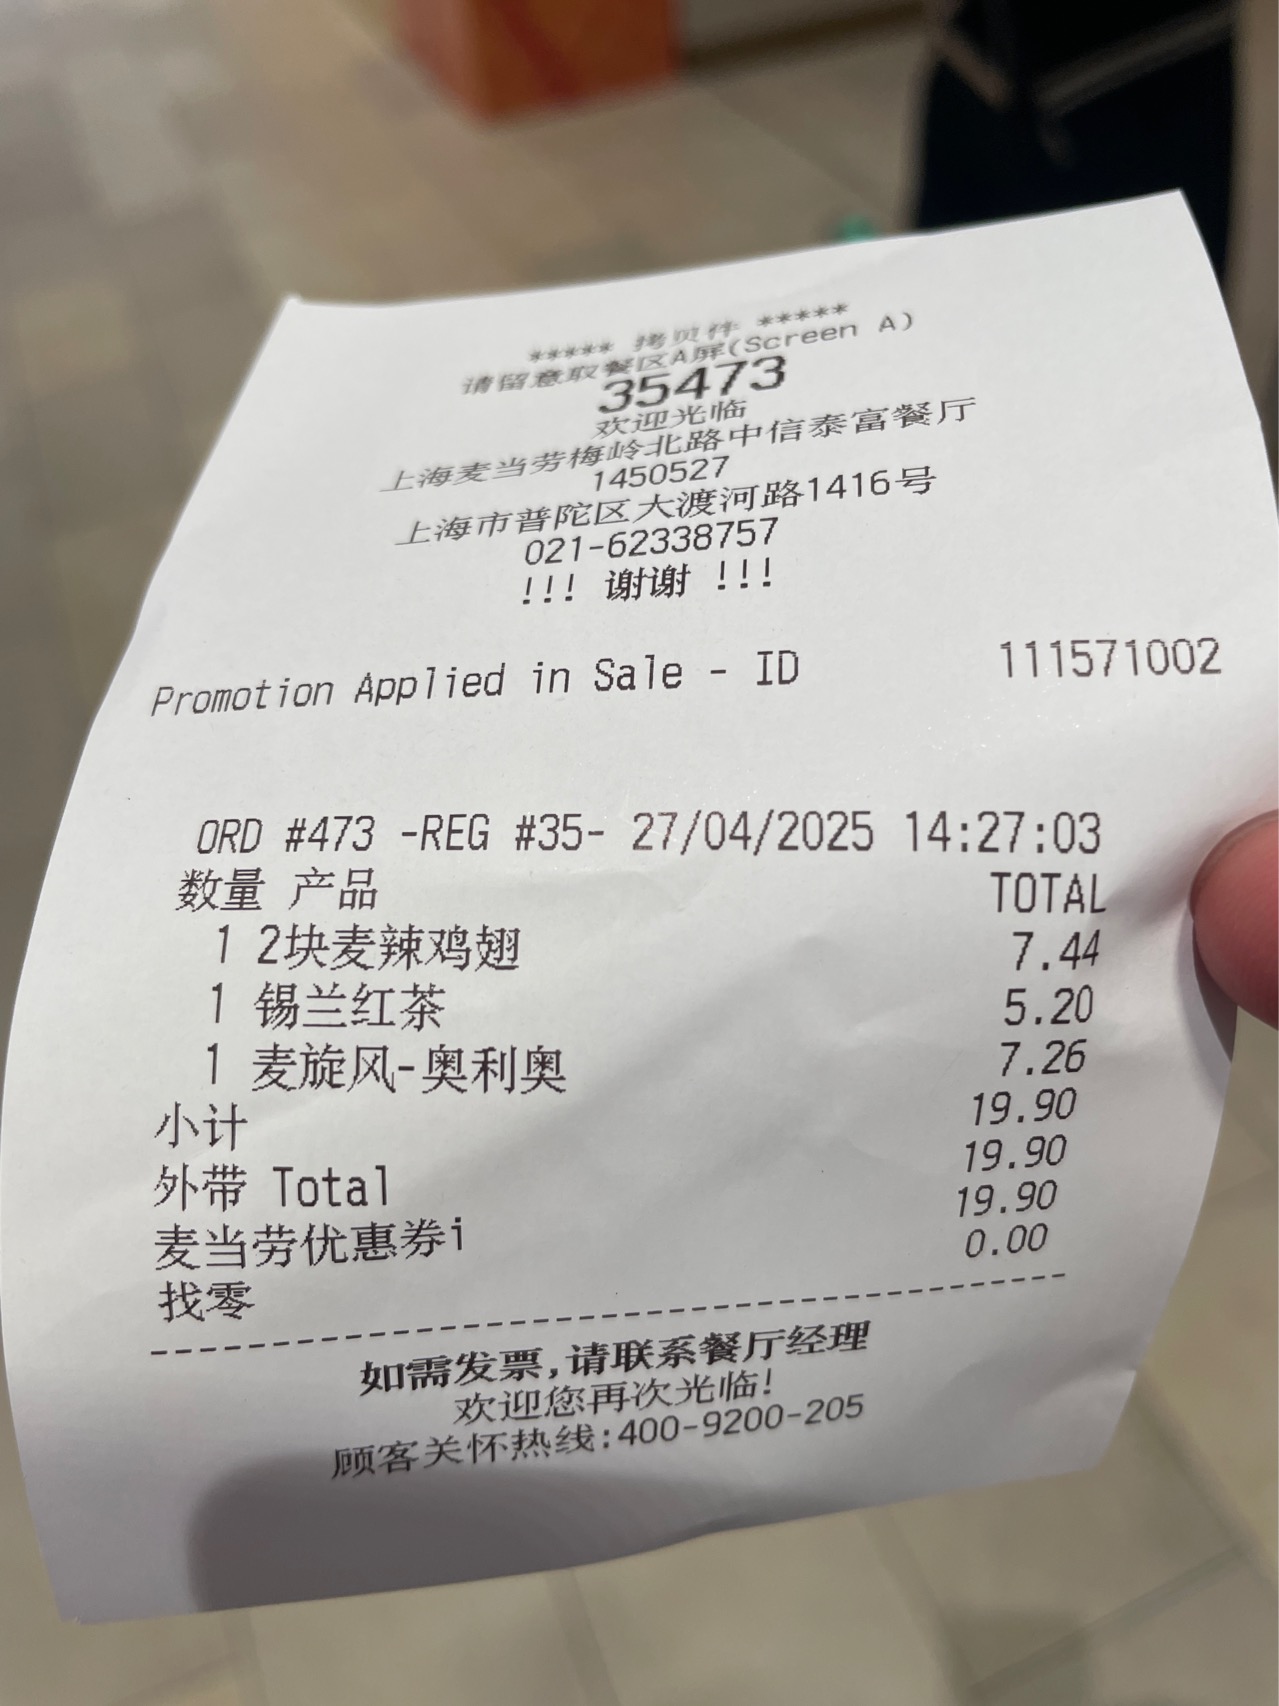 ***** 拷贝件 *****
请留意取餐区A屏(Screen A)
35473
欢迎光临
上海麦当劳梅岭北路中信泰富餐厅
1450527
上海市普陀区大渡河路1416号
021-62338757
!!! 谢谢 !!!
Promotion Applied in Sale - ID 111571002
ORD #473 -REG #35- 27/04/2025 14:27:03
数量 产品 TOTAL
1 2块麦辣鸡翅 7.44
1 锡兰红茶 5.20
1 麦旋风-奥利奥 7.26
小计 19.90
外带 Total 19.90
麦当劳优惠券i 19.90
找零 0.00
如需发票,请联系餐厅经理
欢迎您再次光临!
顾客关怀热线:400-9200-205